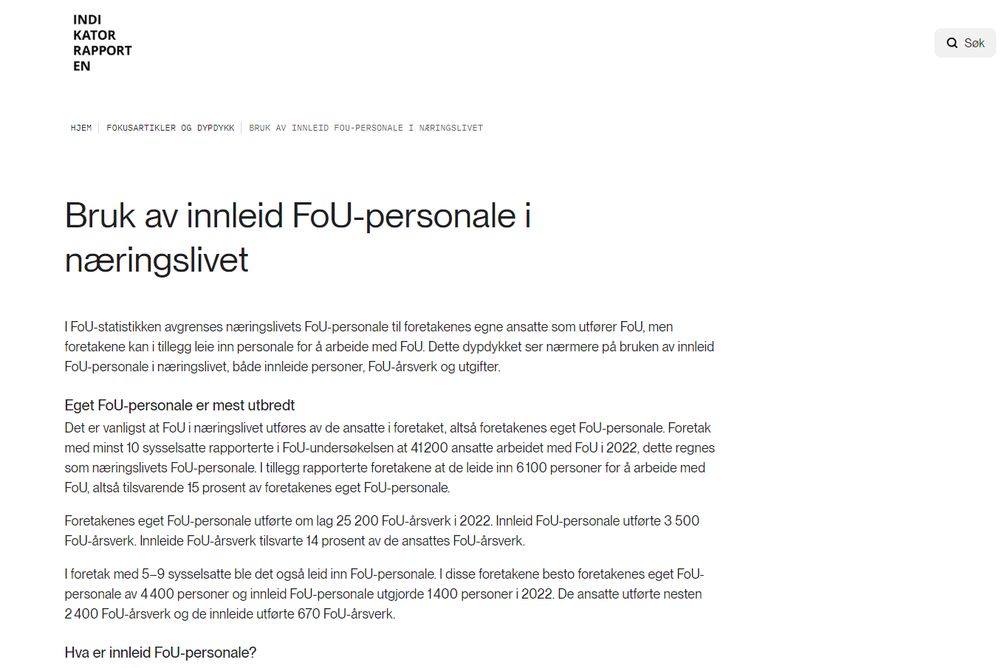 INDI
KATOR
RAPPORT
EN
Søk
HJEM FOKUSARTIKLER OG DYPDYKK BRUK AV INNLEID FOU-PERSONALE I NÆRINGSLIVET
Bruk av innleid FoU-personale i
næringslivet
I FoU-statistikken avgrenses næringslivets FoU-personale til foretakenes egne ansatte som utfører FoU, men
foretakene kan i tillegg leie inn personale for å arbeide med FoU. Dette dypdykket ser nærmere på bruken av innleid
FoU-personale i næringslivet, både innleide personer, FoU-årsverk og utgifter.
Eget FoU-personale er mest utbredt
Det er vanligst at FoU i næringslivet utføres av de ansatte i foretaket, altså foretakenes eget FoU-personale. Foretak
med minst 10 sysselsatte rapporterte i FoU-undersøkelsen at 41 200 ansatte arbeidet med FoU i 2022, dette regnes
som næringslivets FoU-personale. I tillegg rapporterte foretakene at de leide inn 6 100 personer for å arbeide med
FoU, altså tilsvarende 15 prosent av foretakenes eget FoU-personale.
Foretakenes eget FoU-personale utførte om lag 25 200 FoU-årsverk i 2022. Innleid FoU-personale utførte 3 500
FoU-årsverk. Innleide FoU-årsverk tilsvarte 14 prosent av de ansattes FoU-årsverk.
I foretak med 5–9 sysselsatte ble det også leid inn FoU-personale. I disse foretakene besto foretakenes eget FoU-
personale av 4 400 personer og innleid FoU-personale utgjorde 1 400 personer i 2022. De ansatte utførte nesten
2 400 FoU-årsverk og de innleide utførte 670 FoU-årsverk.
Hva er innleid FoU-personale?